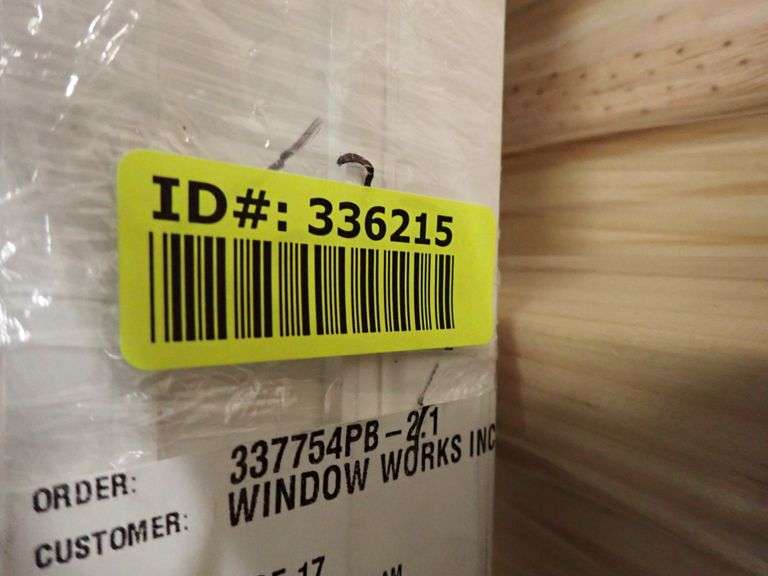 ID#: 336215
ORDER: 337754PB-2.1
CUSTOMER: WINDOW WORKS INC